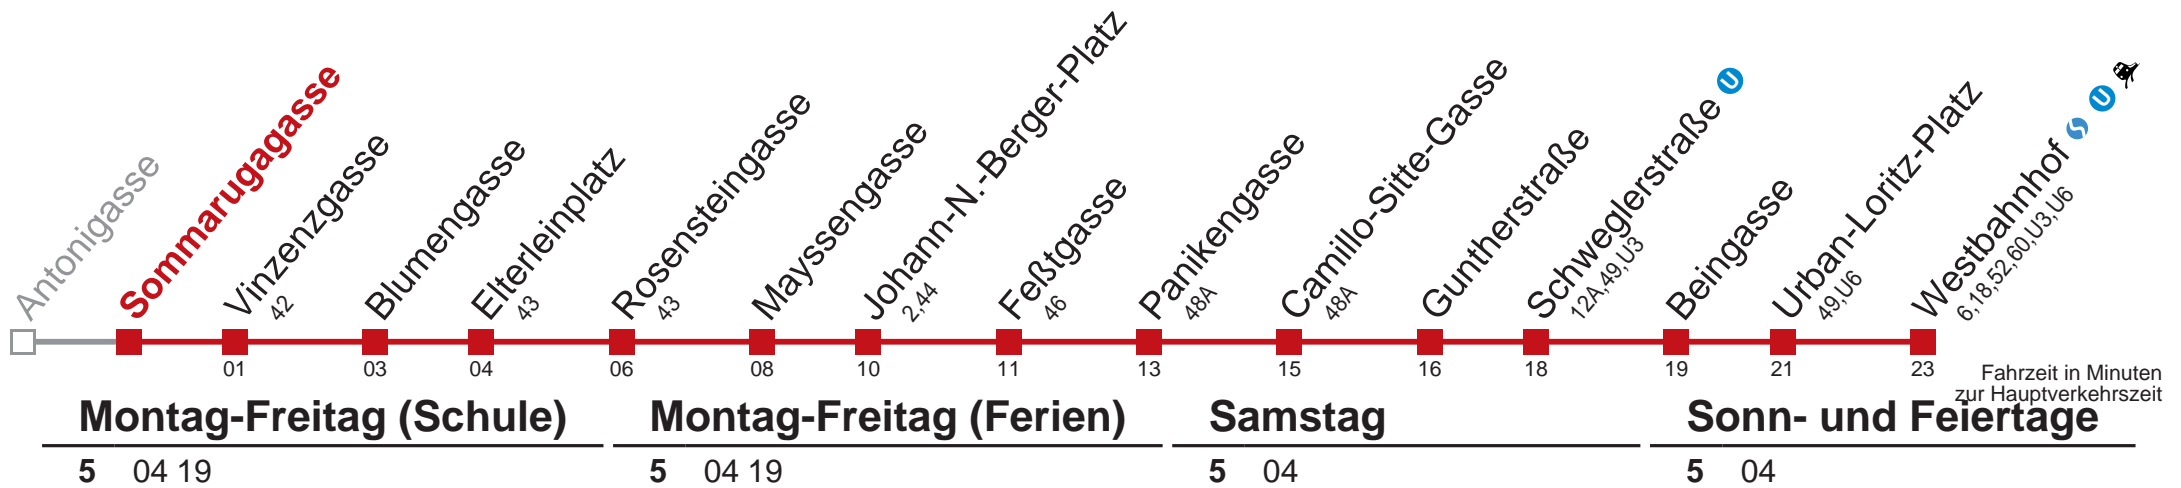 Antonigasse
Sommarugagasse
Vinzenzgasse
42
Blumengasse
Elterleinplatz
43
Rosensteingasse
43
Mayssengasse
Johann-N.-Berger-Platz
2,44
Feßtgasse
46
Panikengasse
48A
Camillo-Sitte-Gasse
48A
Guntherstraße
Schweglerstraße U
12A,49,U3
Beingasse
Urban-Loritz-Platz
49,U6
Westbahnhof S U
6,18,52,60,U3,U6
01 03 04 06 08 10 11 13 15 16 18 19 21 23
Fahrzeit in Minuten
zur Hauptverkehrszeit
Montag-Freitag (Schule)
5 04 19
Montag-Freitag (Ferien)
5 04 19
Samstag
5 04
Sonn- und Feiertage
5 04